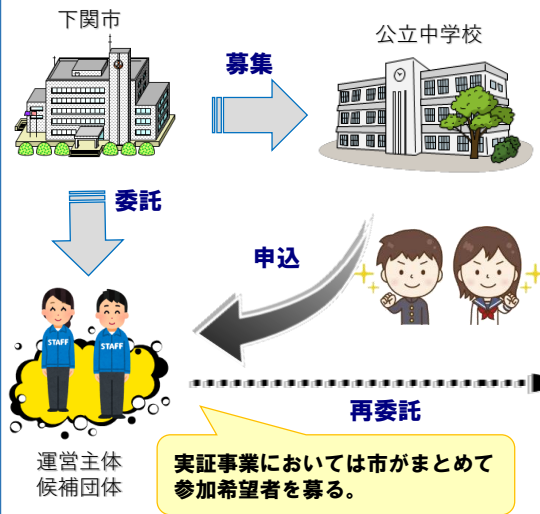 下関市
公立中学校
募集
委託
申込
STAFF
STAFF
再委託
運営主体
候補団体
実証事業においては市がまとめて
参加希望者を募る。